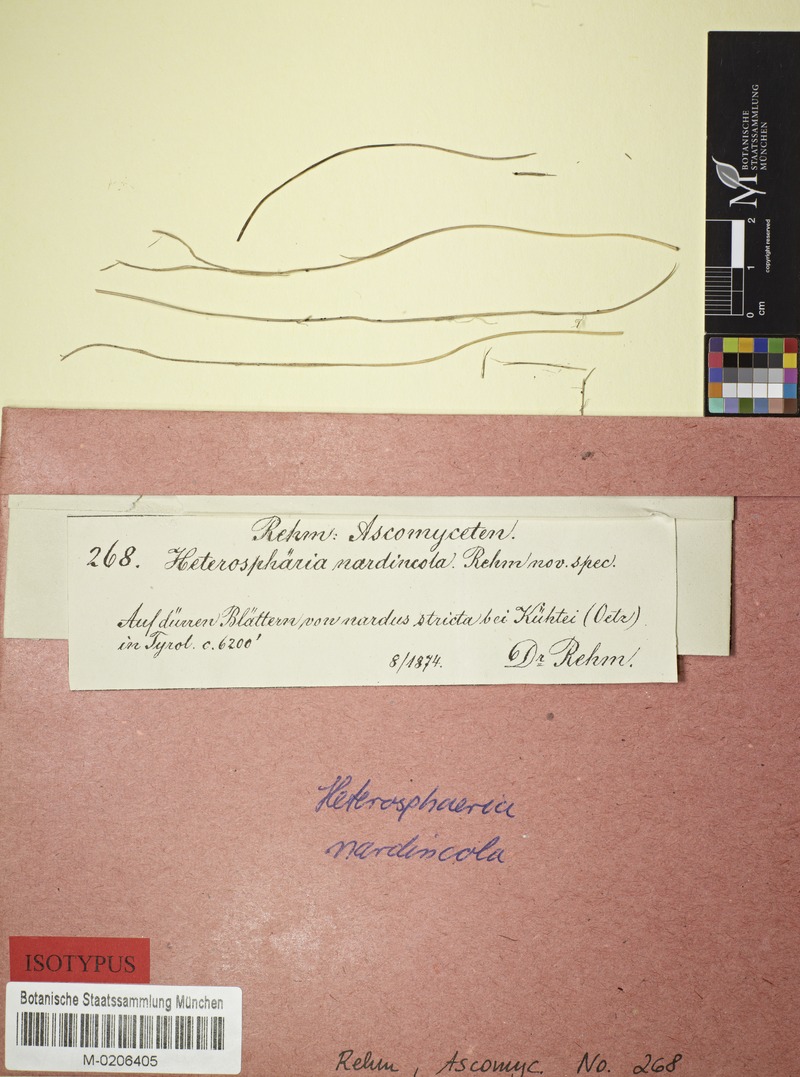 BOTANISCHE
STAATSSAMMLUNG
MÜNCHEN
copyright reserved
0 1 2
cm
Rehm: Ascomyceten.
268. Heterosphäria nardincola. Rehm nov. spec.
Auf dürren Blättern von nardus stricta bei Kühtei (Oetz)
in Tyrol. c. 6200'
8/1874. Dr Rehm.
Heterosphaeria
nardincola
ISOTYPUS
Botanische Staatssammlung München
M-0206405
Rehm, Ascomyc. No. 268